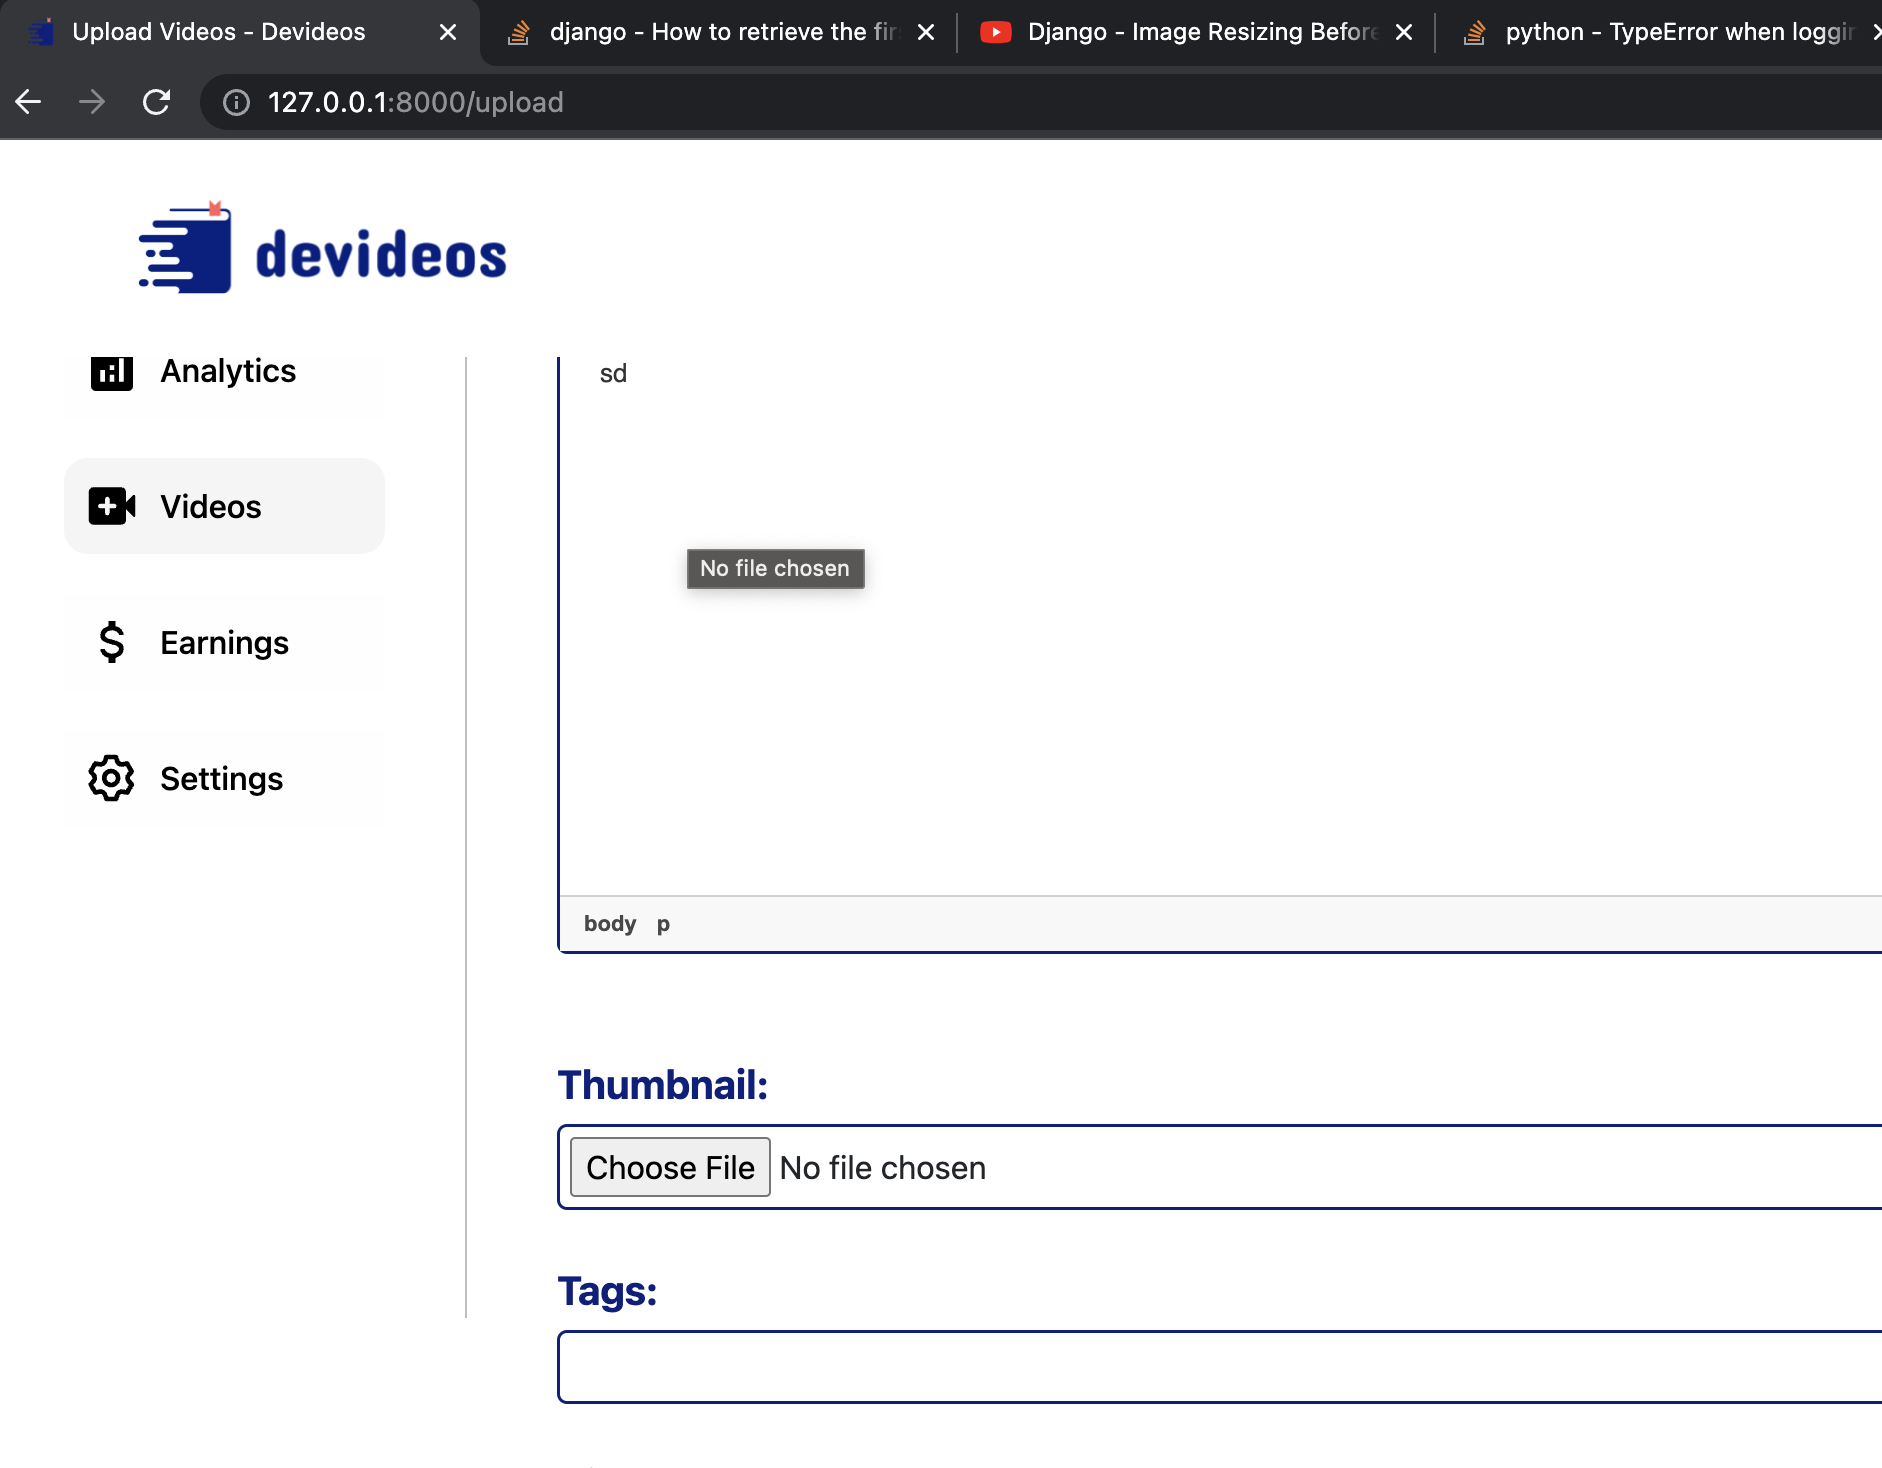 Upload Videos - Devideos
django - How to retrieve the fir
Django - Image Resizing Before
python - TypeError when loggin
127.0.0.1:8000/upload
devideos
Analytics
Videos
Earnings
Settings
sd
No file chosen
body p
Thumbnail:
Choose File No file chosen
Tags: